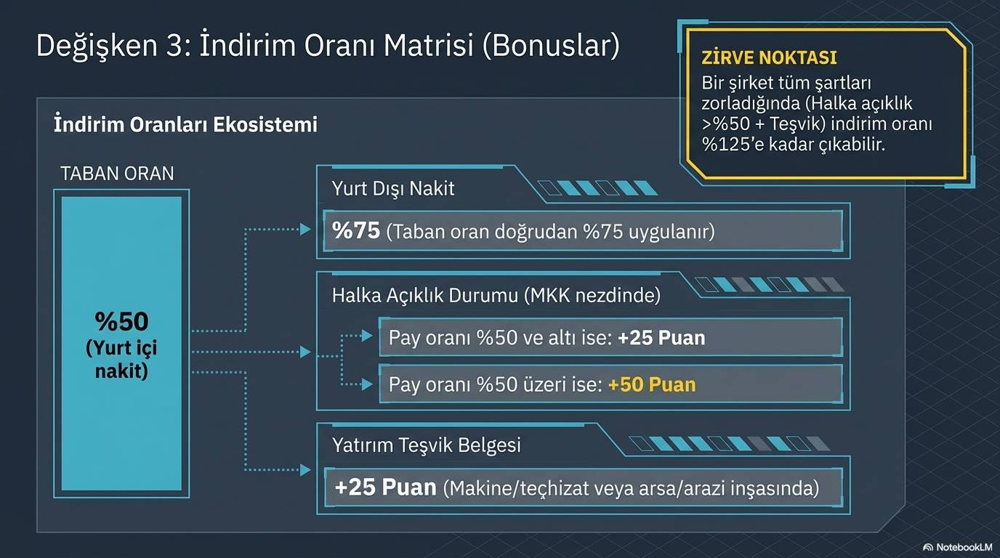 Değişken 3: İndirim Oranı Matrisi (Bonuslar)
ZİRVE NOKTASI
Bir şirket tüm şartları
zorladığında (Halka açıklık
>%50 + Teşvik) indirim oranı
%125'e kadar çıkabilir.
İndirim Oranları Ekosistemi
TABAN ORAN
%50
(Yurt içi
nakit)
Yurt Dışı Nakit
%75 (Taban oran doğrudan %75 uygulanır)
Halka Açıklık Durumu (MKK nezdinde)
Pay oranı %50 ve altı ise: +25 Puan
Pay oranı %50 üzeri ise: +50 Puan
Yatırım Teşvik Belgesi
+25 Puan (Makine/teçhizat veya arsa/arazi inşasında)
NotebookLM